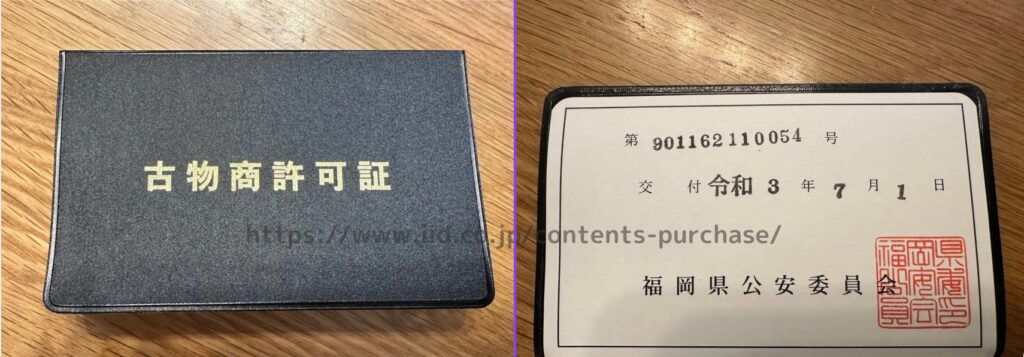 古物商許可証
第 901162110054 号
交 付 令和 3 年 7 月 1 日
福岡県公安委員会
https://www.iid.co.jp/contents-purchase/